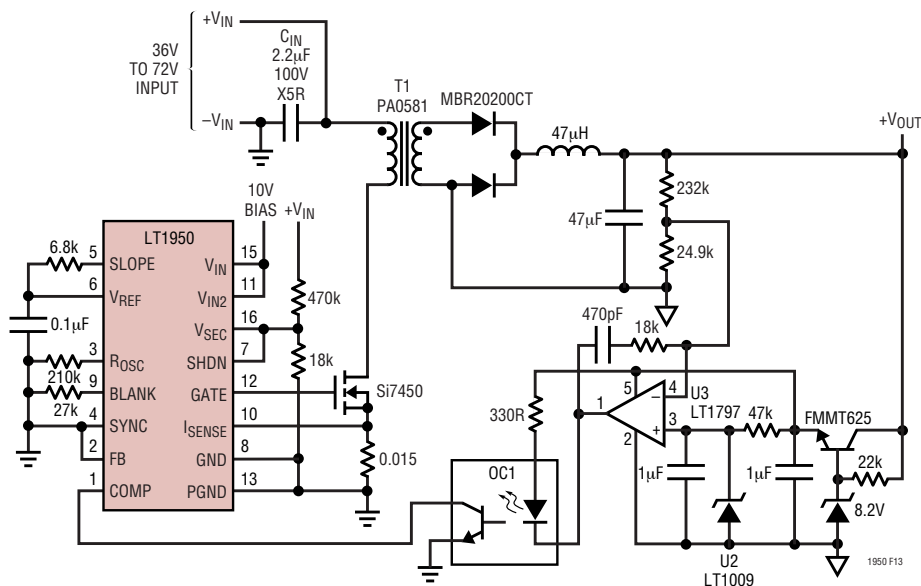 +VIN
36V
TO 72V
INPUT
−VIN
CIN
2.2µF
100V
X5R
T1
PA0581
MBR20200CT
47µH
+VOUT
232k
47µF
24.9k
10V
BIAS
+VIN
LT1950
6.8k
5
SLOPE
VIN
15
6
VREF
VIN2
11
470k
0.1µF
VSEC
16
SHDN
7
18k
3
ROSC
210k
9
BLANK
GATE
12
Si7450
27k
4
SYNC
ISENSE
10
2
FB
GND
8
0.015
1
COMP
PGND
13
470pF
18k
330R
1
5
4
−
U3
LT1797
3
+
2
47k
FMMT625
1µF
1µF
22k
8.2V
U2
LT1009
OC1
1950 F13